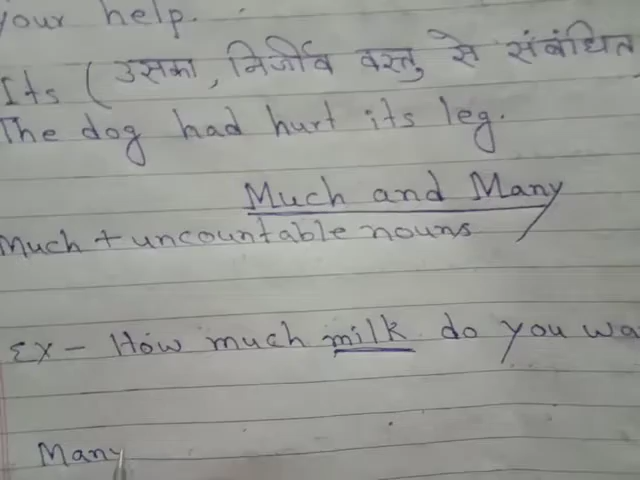 your help.
Its (उसका, निर्जीव वस्तु से संबंधित
The dog had hurt its leg.
Much and Many
Much + uncountable nouns
Ex - How much milk do you wa
Many